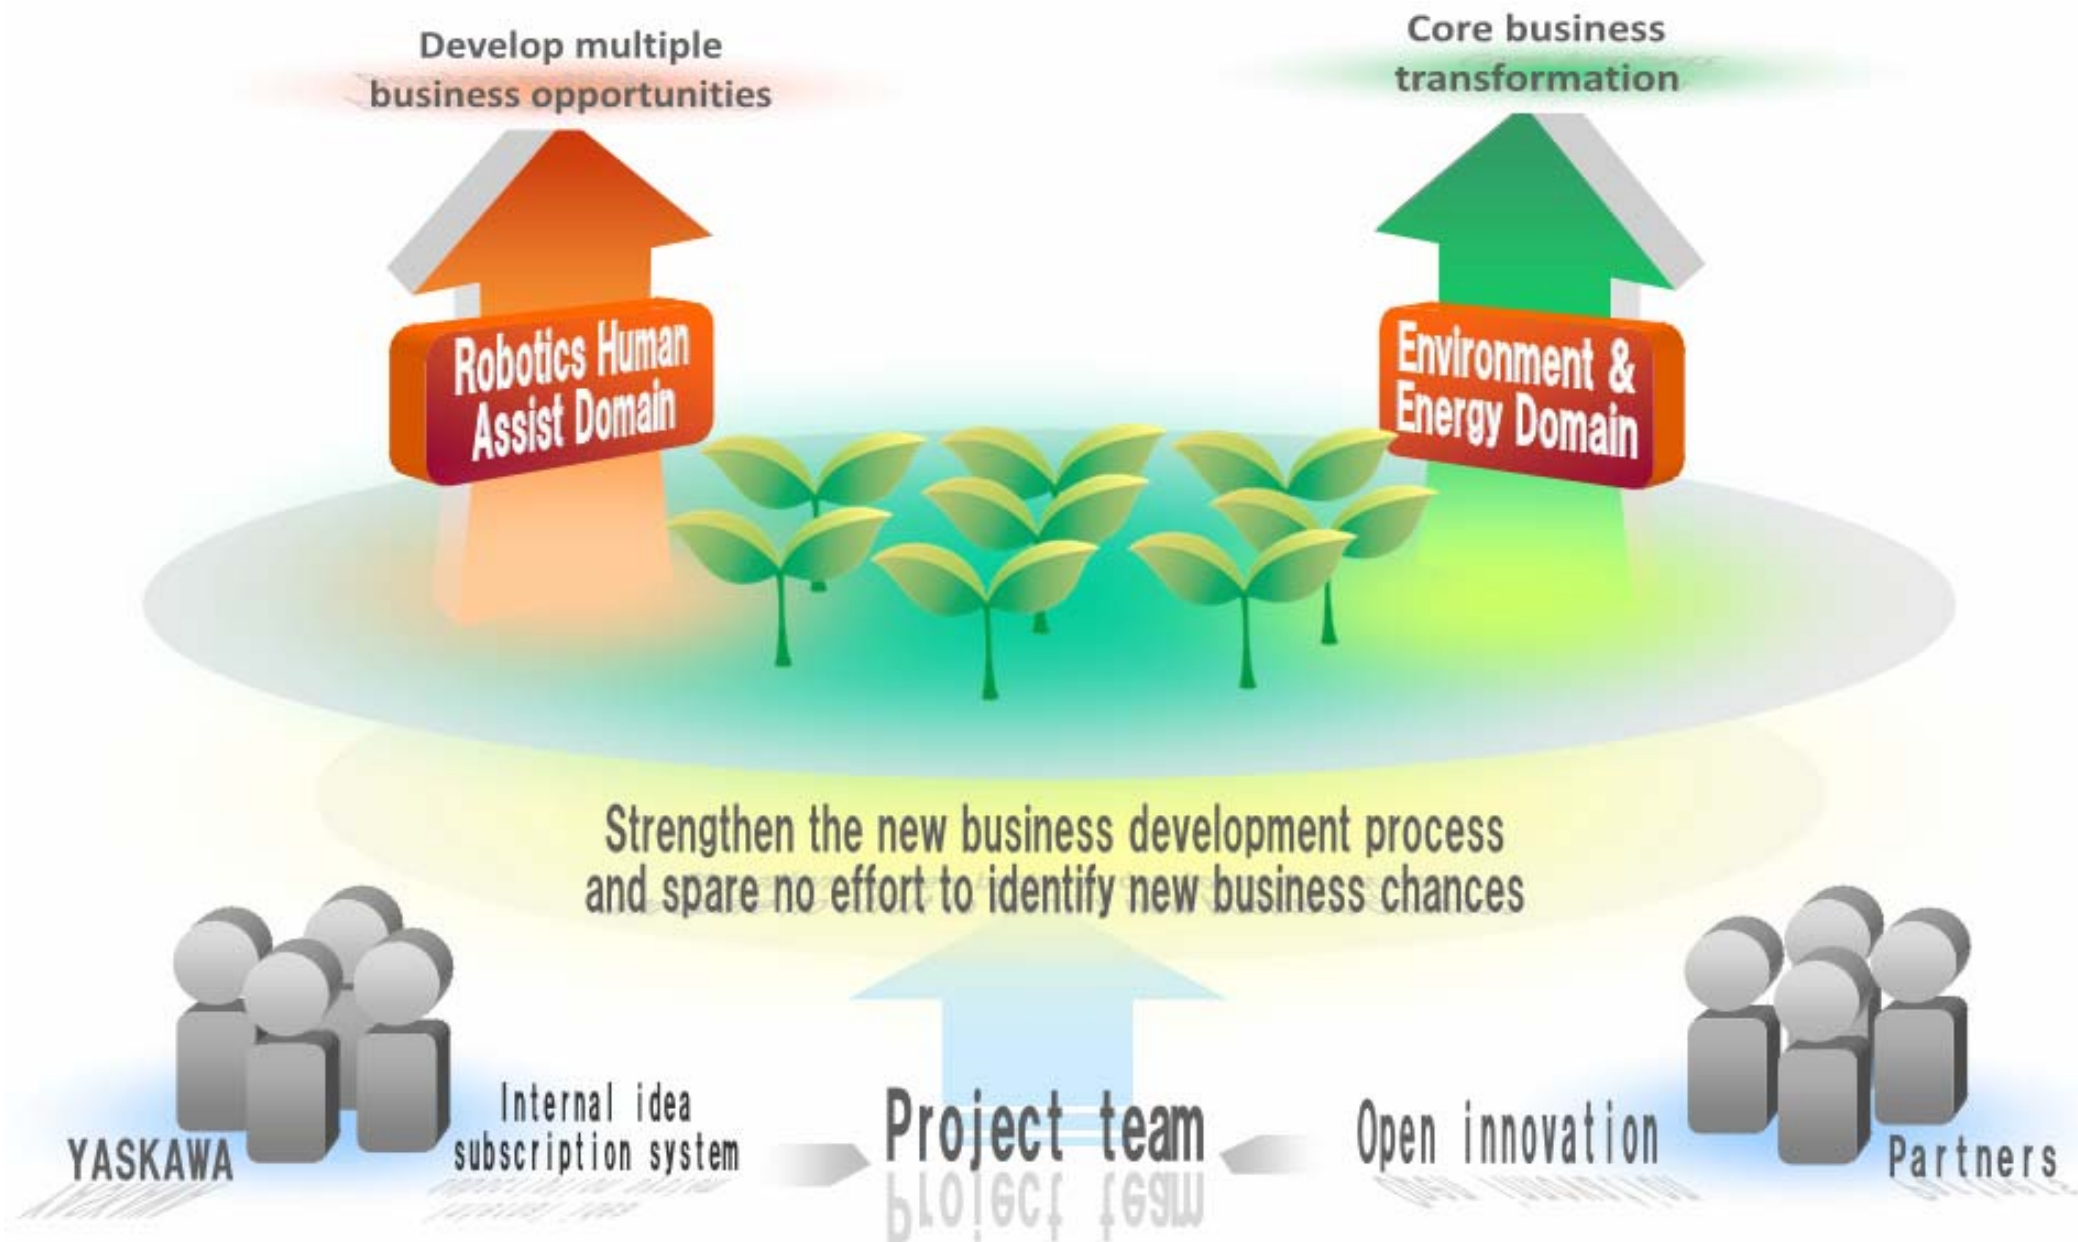 Develop multiple
business opportunities
Core business
transformation
Robotics Human
Assist Domain
Environment &
Energy Domain
Strengthen the new business development process
and spare no effort to identify new business chances
YASKAWA
Internal idea
subscription system
Project team
Open innovation
Partners